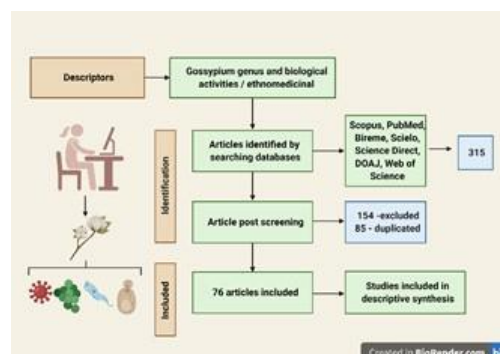 Descriptors
Gossypium genus and biological
activities / ethnomedicinal
Identification
Articles identified by
searching databases
Scopus, PubMed,
Bireme, Scielo,
Science Direct,
DOAJ, Web of
Science
315
Article post screening
154 -excluded
85 - duplicated
Included
76 articles included
Studies included in
descriptive synthesis
Created in BioRender.com